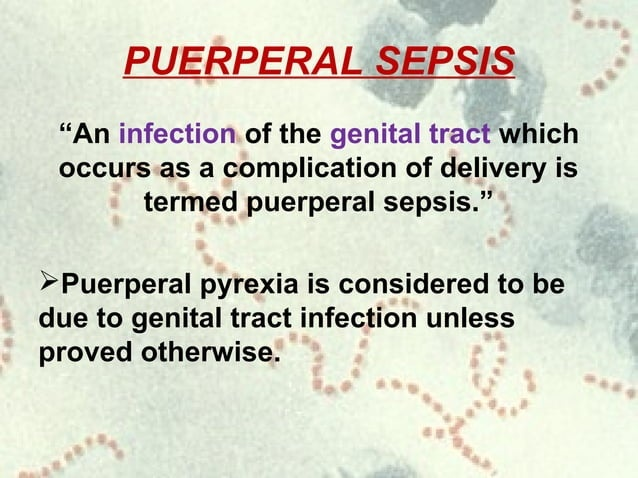 PUERPERAL SEPSIS
“An infection of the genital tract which
occurs as a complication of delivery is
termed puerperal sepsis.”
➢Puerperal pyrexia is considered to be
due to genital tract infection unless
proved otherwise.